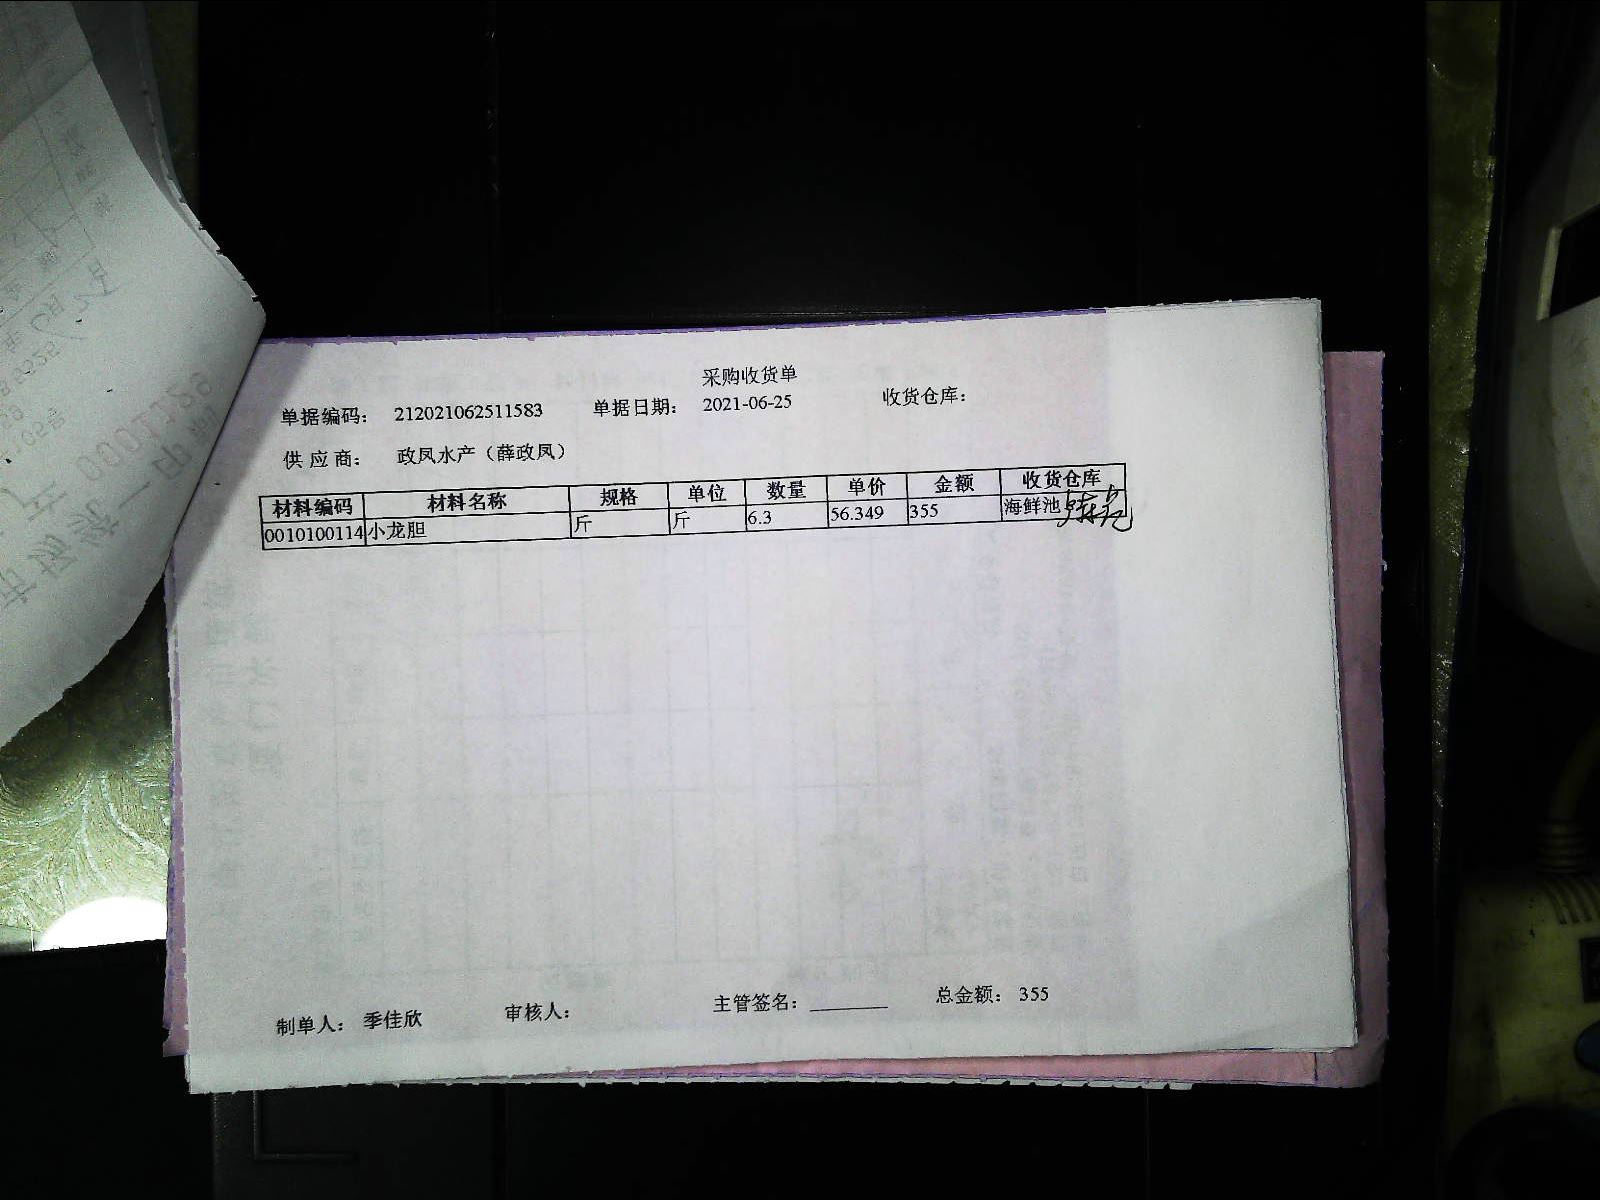 采购收货单
单据编码： 212021062511583 单据日期： 2021-06-25 收货仓库：
供应商： 政凤水产（薛政凤）
材料编码 材料名称 规格 单位 数量 单价 金额 收货仓库
0010100114 小龙胆 斤 斤 6.3 56.349 355 海鲜池
制单人： 季佳欣 审核人： 主管签名：________ 总金额： 355